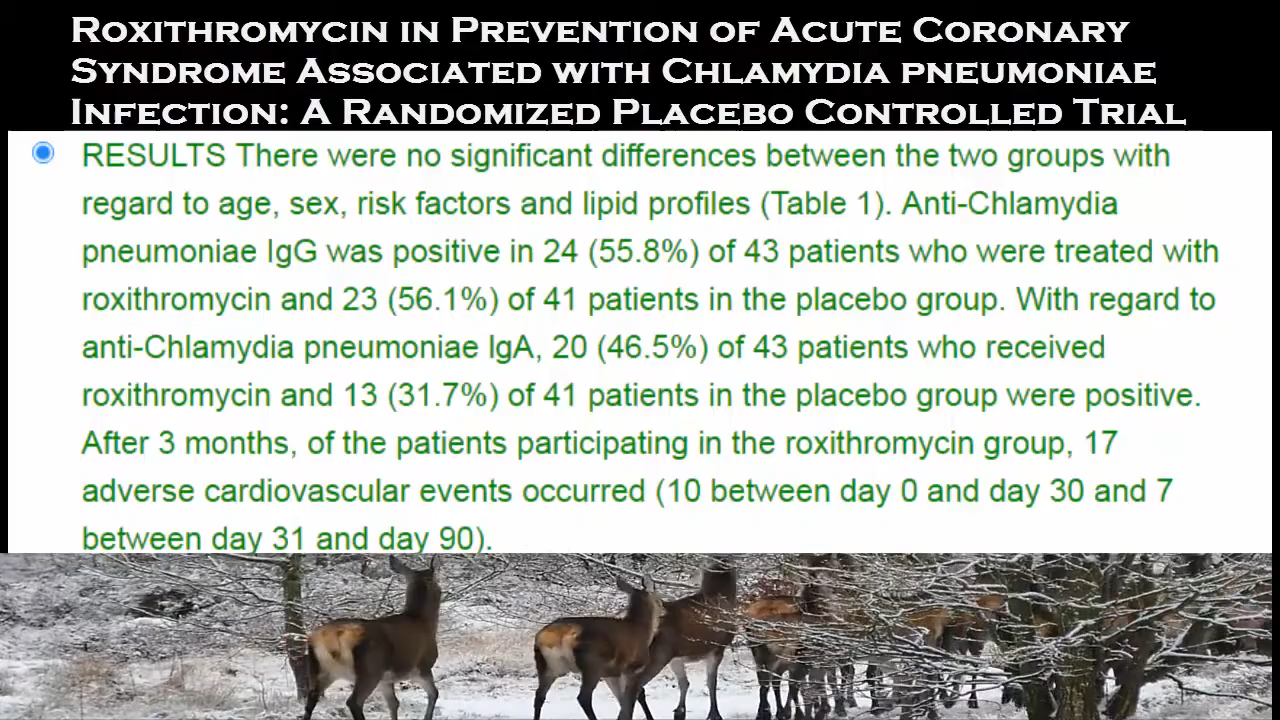 ROXITHROMYCIN IN PREVENTION OF ACUTE CORONARY
SYNDROME ASSOCIATED WITH CHLAMYDIA PNEUMONIAE
INFECTION: A RANDOMIZED PLACEBO CONTROLLED TRIAL
RESULTS There were no significant differences between the two groups with
regard to age, sex, risk factors and lipid profiles (Table 1). Anti-Chlamydia
pneumoniae IgG was positive in 24 (55.8%) of 43 patients who were treated with
roxithromycin and 23 (56.1%) of 41 patients in the placebo group. With regard to
anti-Chlamydia pneumoniae IgA, 20 (46.5%) of 43 patients who received
roxithromycin and 13 (31.7%) of 41 patients in the placebo group were positive.
After 3 months, of the patients participating in the roxithromycin group, 17
adverse cardiovascular events occurred (10 between day 0 and day 30 and 7
between day 31 and day 90).